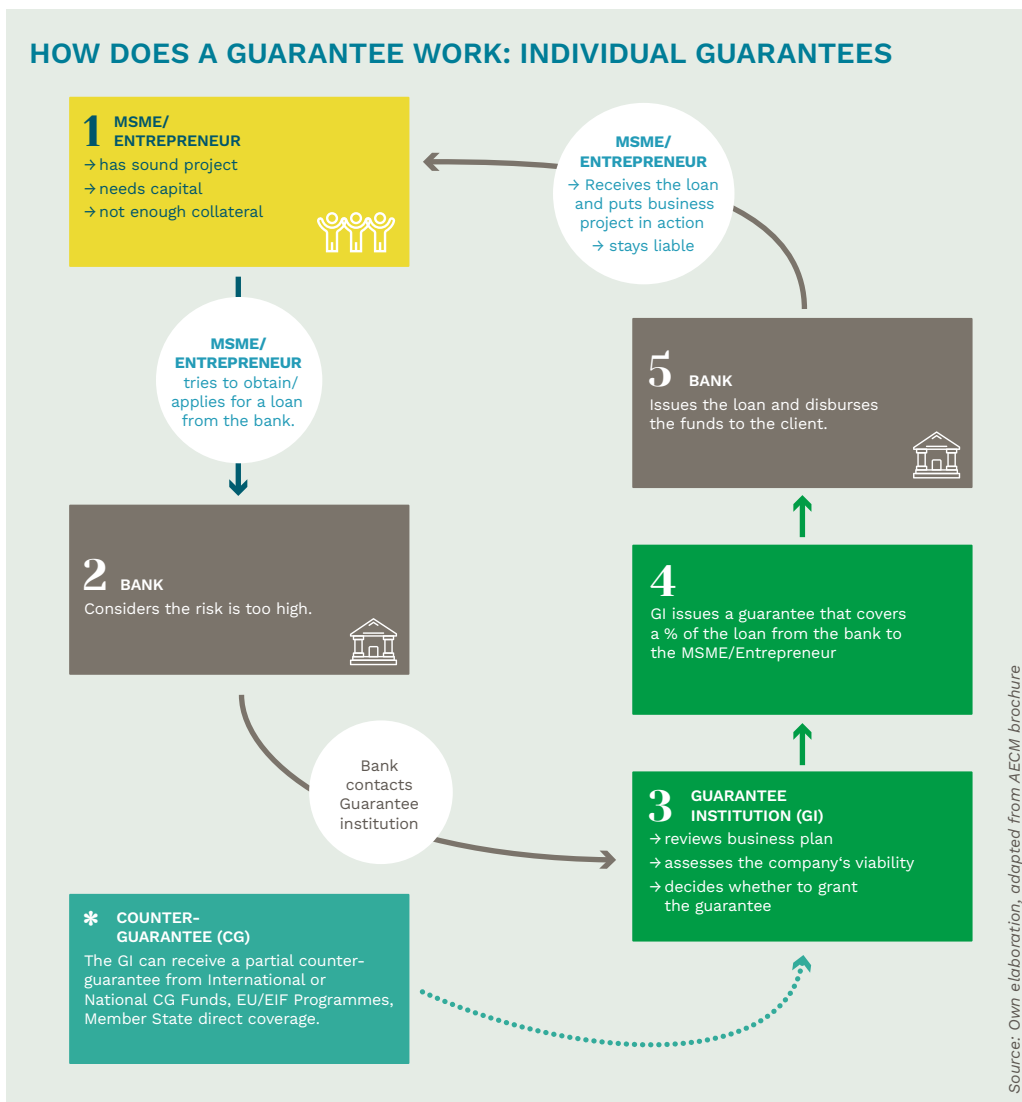 HOW DOES A GUARANTEE WORK: INDIVIDUAL GUARANTEES
1 MSME/
ENTREPRENEUR
→ has sound project
→ needs capital
→ not enough collateral
MSME/
ENTREPRENEUR
tries to obtain/
applies for a loan
from the bank.
2 BANK
Considers the risk is too high.
Bank
contacts
Guarantee
institution
3 GUARANTEE
INSTITUTION (GI)
→ reviews business plan
→ assesses the company‘s viability
→ decides whether to grant
the guarantee
4
GI issues a guarantee that covers
a % of the loan from the bank to
the MSME/Entrepreneur
5 BANK
Issues the loan and disburses
the funds to the client.
MSME/
ENTREPRENEUR
→ Receives the loan
and puts business
project in action
→ stays liable
* COUNTER-
GUARANTEE (CG)
The GI can receive a partial counter-
guarantee from International or
National CG Funds, EU/EIF Programmes,
Member State direct coverage.
Source: Own elaboration, adapted from AECM brochure